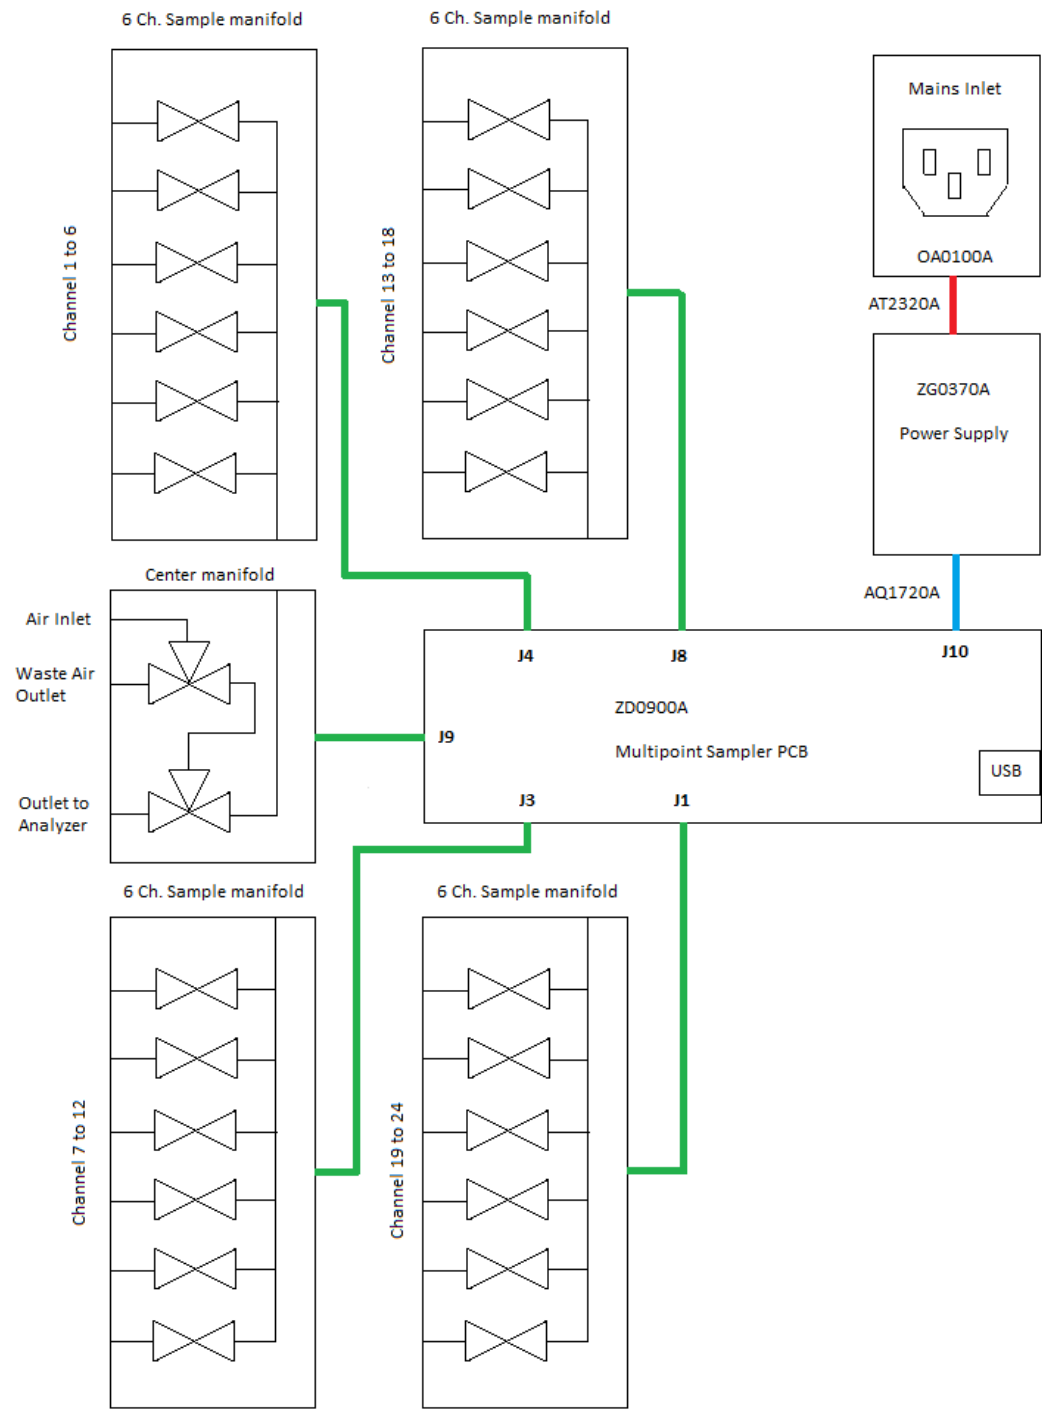 6 Ch. Sample manifold
6 Ch. Sample manifold
Mains Inlet
OA0100A
Channel 1 to 6
Channel 13 to 18
AT2320A
ZG0370A
Power Supply
Center manifold
AQ1720A
Air Inlet
Waste Air
Outlet
Outlet to
Analyzer
J4
J8
J10
ZD0900A
J9
Multipoint Sampler PCB
USB
J3
J1
6 Ch. Sample manifold
6 Ch. Sample manifold
Channel 7 to 12
Channel 19 to 24